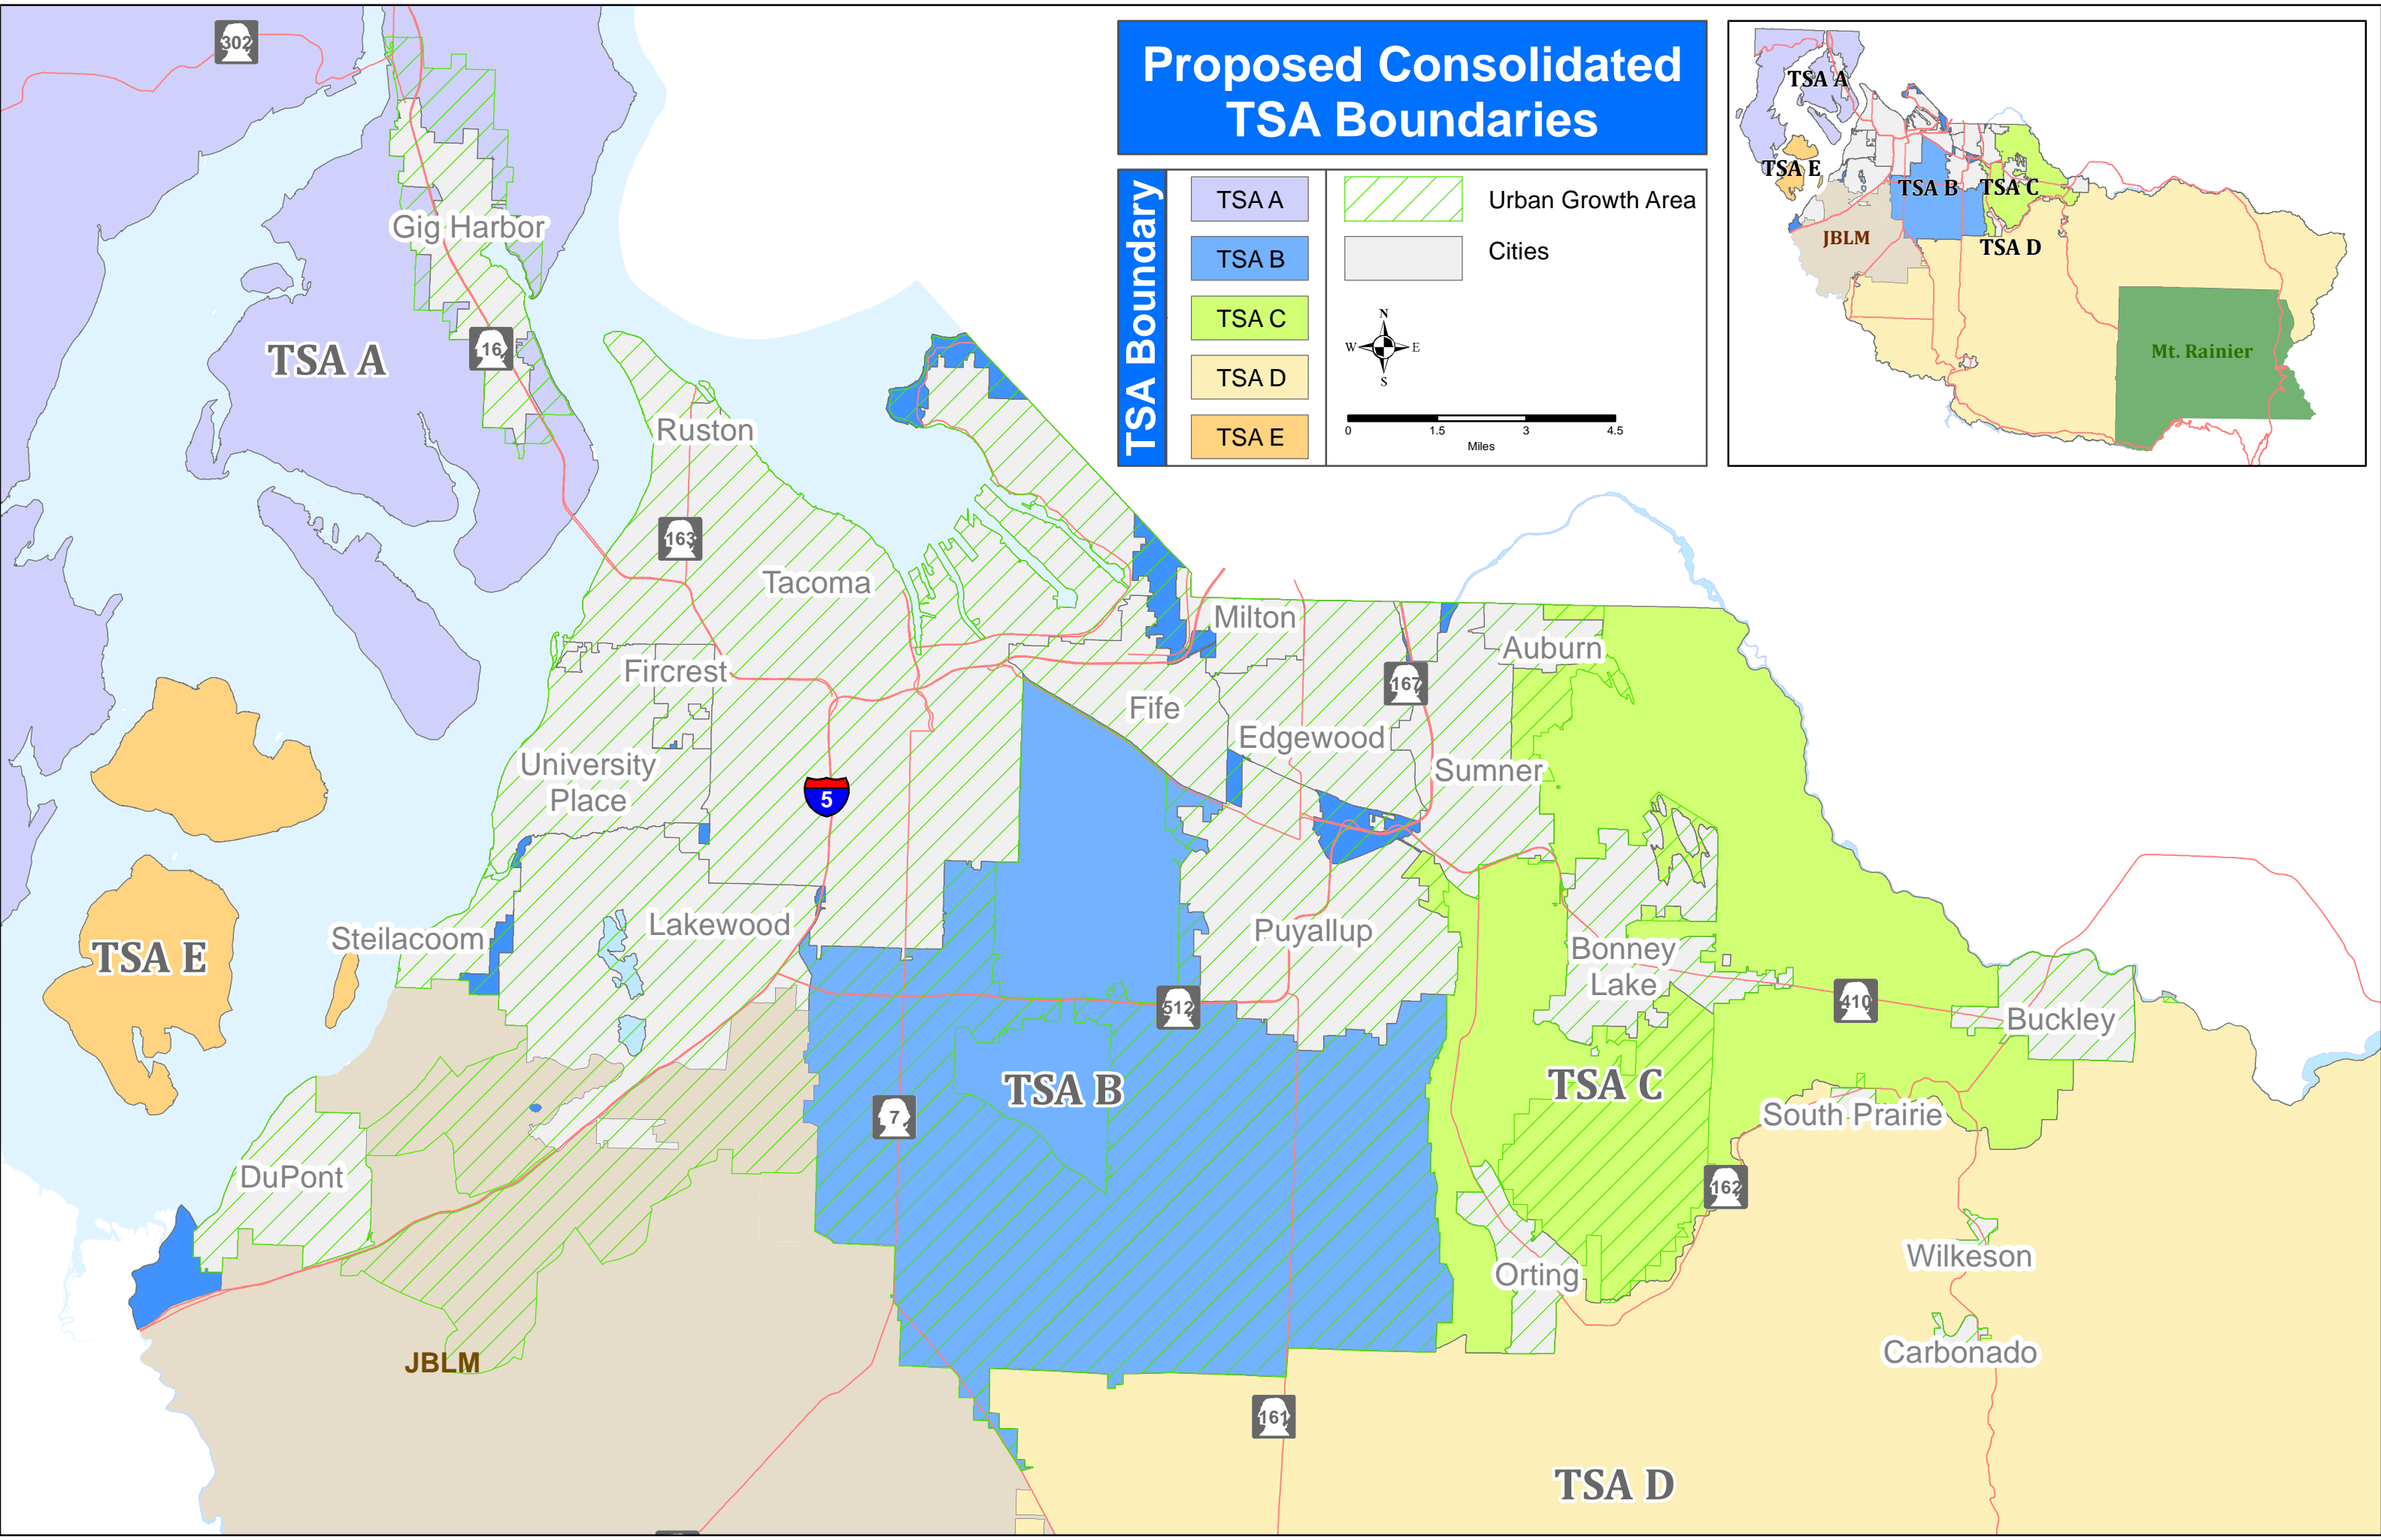 Proposed Consolidated
TSA Boundaries
TSA Boundary
TSA A
TSA B
TSA C
TSA D
TSA E
Urban Growth Area
Cities
N
W
E
S
0
1.5
3
4.5
Miles
TSA A
TSA E
TSA B
TSA C
JBLM
TSA D
Mt. Rainier
302
Gig Harbor
16
TSA A
Ruston
163
Tacoma
Milton
Auburn
Fircrest
167
Fife
Edgewood
University
Place
Sumner
5
Lakewood
Steilacoom
Puyallup
Bonney
Lake
TSA E
512
410
Buckley
TSA B
TSA C
7
South Prairie
DuPont
162
Wilkeson
Orting
JBLM
Carbonado
161
TSA D